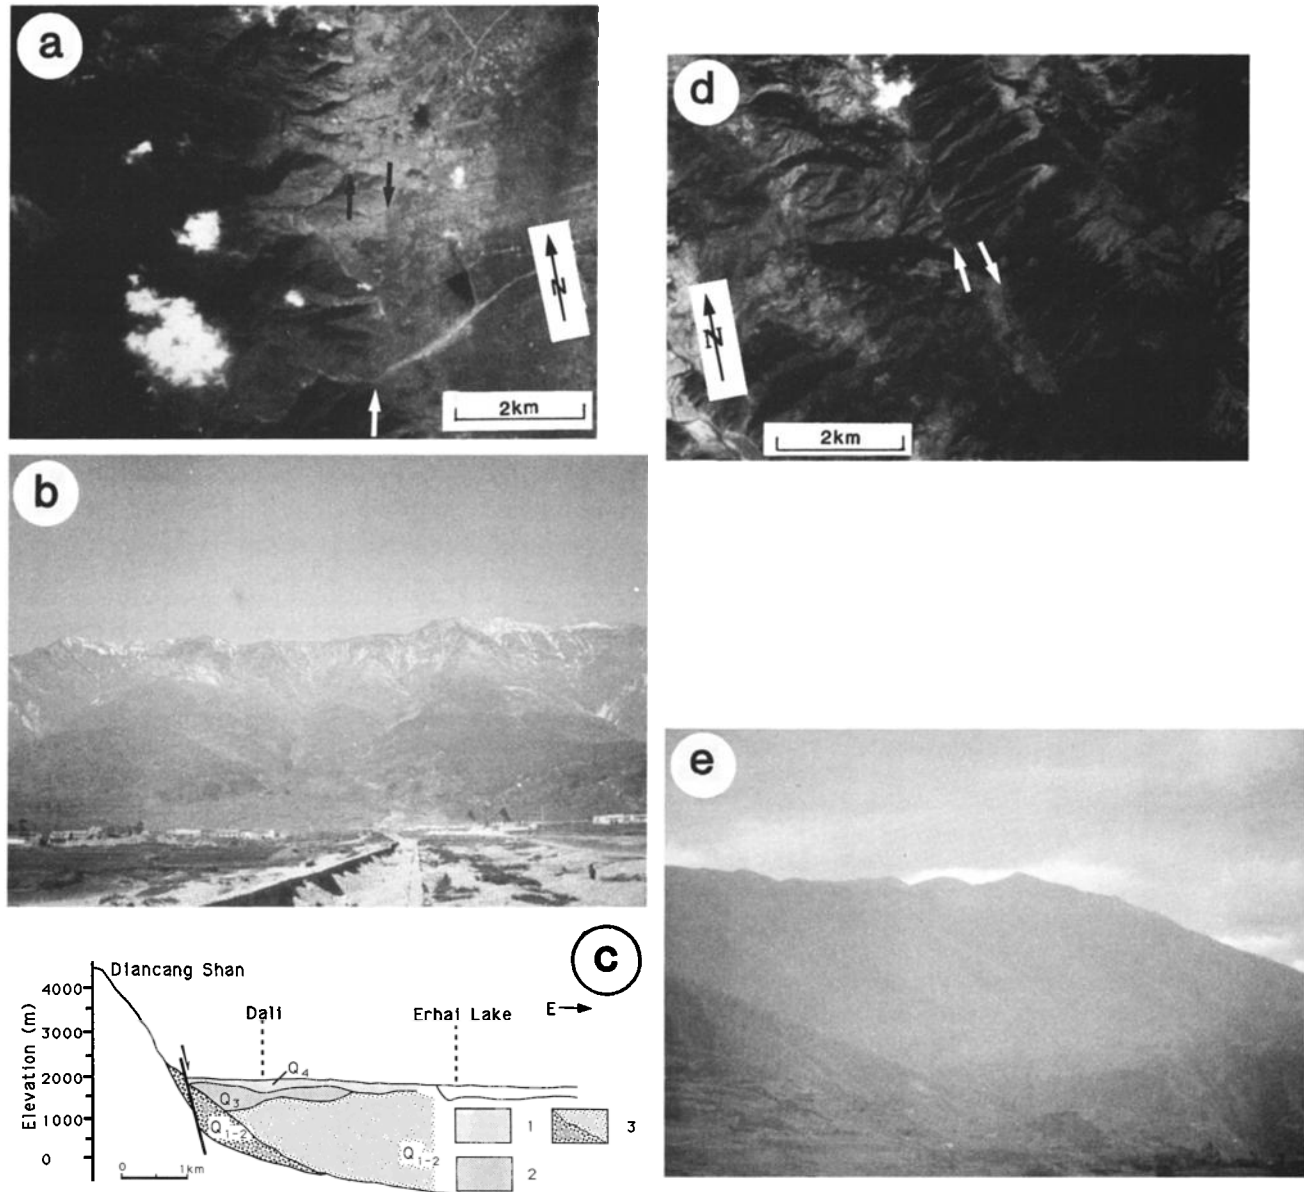 a
N
2km
d
N
2km
b
c
Diancang Shan
4000
3000
2000
1000
0
Elevation (m)
Dali
Erhai Lake
E
Q4
Q3
Q1-2
Q1-2
0 1km
1
2
3
e